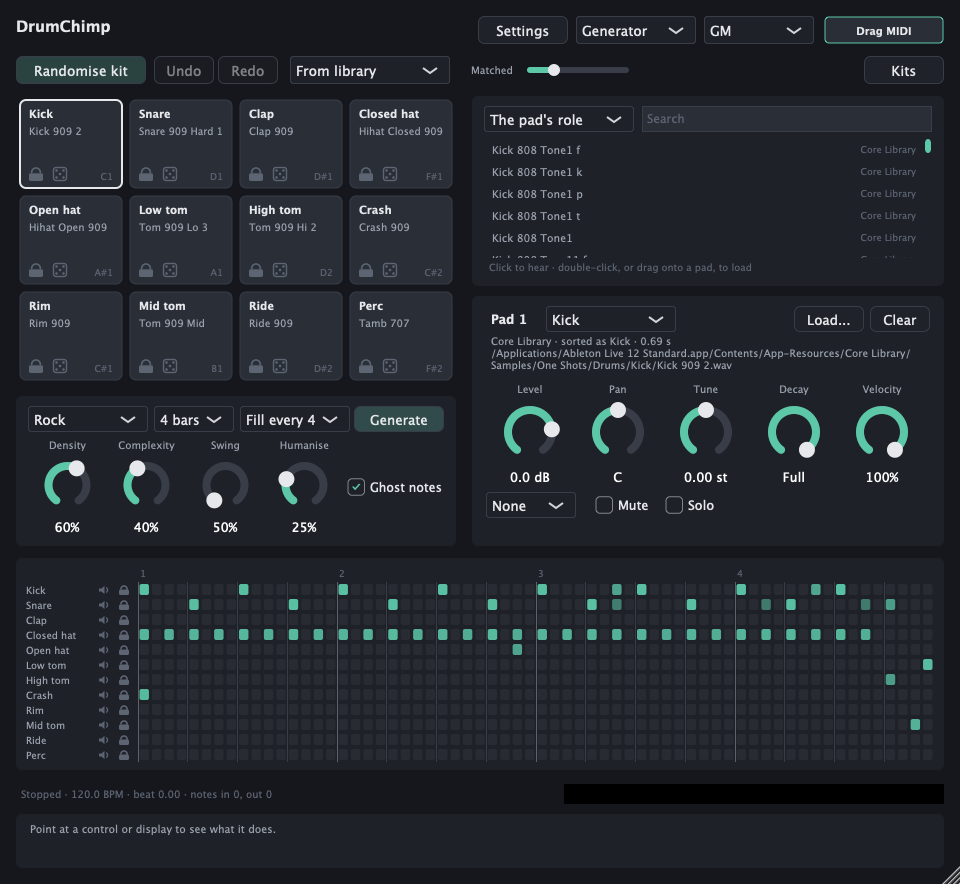 DrumChimp
Settings
Generator
GM
Drag MIDI
Randomise kit
Undo
Redo
From library
Matched
Kits
Kick
Kick 909 2
C1
Snare
Snare 909 Hard 1
D1
Clap
Clap 909
D#1
Closed hat
Hihat Closed 909
F#1
Open hat
Hihat Open 909
A#1
Low tom
Tom 909 Lo 3
A1
High tom
Tom 909 Hi 2
D2
Crash
Crash 909
C#2
Rim
Rim 909
C#1
Mid tom
Tom 909 Mid
B1
Ride
Ride 909
D#2
Perc
Tamb 707
F#2
The pad's role
Search
Kick 808 Tone1 f Core Library
Kick 808 Tone1 k Core Library
Kick 808 Tone1 p Core Library
Kick 808 Tone1 t Core Library
Kick 808 Tone1 Core Library
Click to hear · double-click, or drag onto a pad, to load
Pad 1
Kick
Load...
Clear
Core Library · sorted as Kick · 0.69 s
/Applications/Ableton Live 12 Standard.app/Contents/App-Resources/Core Library/
Samples/One Shots/Drums/Kick/Kick 909 2.wav
Level Pan Tune Decay Velocity
0.0 dB C 0.00 st Full 100%
None
Mute
Solo
Rock
4 bars
Fill every 4
Generate
Density Complexity Swing Humanise
Ghost notes
60% 40% 50% 25%
1 2 3 4
Kick
Snare
Clap
Closed hat
Open hat
Low tom
High tom
Crash
Rim
Mid tom
Ride
Perc
Stopped · 120.0 BPM · beat 0.00 · notes in 0, out 0
Point at a control or display to see what it does.